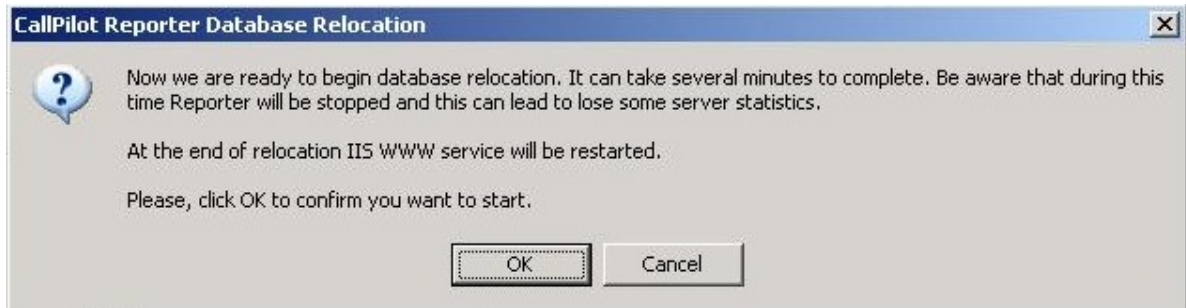 CallPilot Reporter Database Relocation
Now we are ready to begin database relocation. It can take several minutes to complete. Be aware that during this
time Reporter will be stopped and this can lead to lose some server statistics.
At the end of relocation IIS WWW service will be restarted.
Please, click OK to confirm you want to start.
OK
Cancel